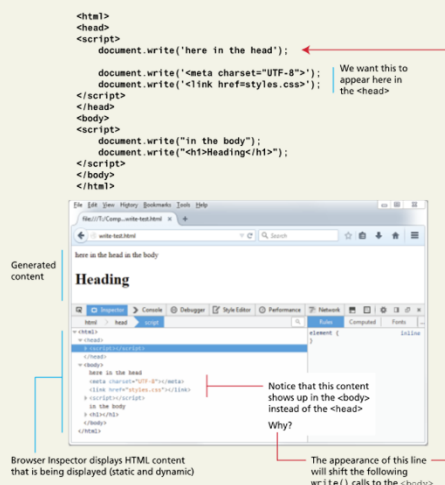 <html>
<head>
<script>
document.write('here in the head');
document.write('<meta charset="UTF-8">');
document.write('<link href=styles.css>');
</script>
</head>
<body>
<script>
document.write("in the body");
document.write("<h1>Heading</h1>");
</script>
</body>
</html>
We want this to
appear here in
the <head>
File Edit View History Bookmarks Tools Help
file:///T:/Comp...write-test.html
write-test.html
Search
Generated
content
here in the head in the body
Heading
Inspector Console Debugger Style Editor Performance Network
html head script
Rules Computed Fonts
<html>
<head>
<script></script>
</head>
<body>
here in the head
<meta charset="UTF-8"></meta>
<link href="styles.css"></link>
<script></script>
in the body
<h1></h1>
</body>
</html>
element {
inline
}
Notice that this content
shows up in the <body>
instead of the <head>
Why?
Browser Inspector displays HTML content
that is being displayed (static and dynamic)
The appearance of this line
will shift the following
write() calls to the <body>